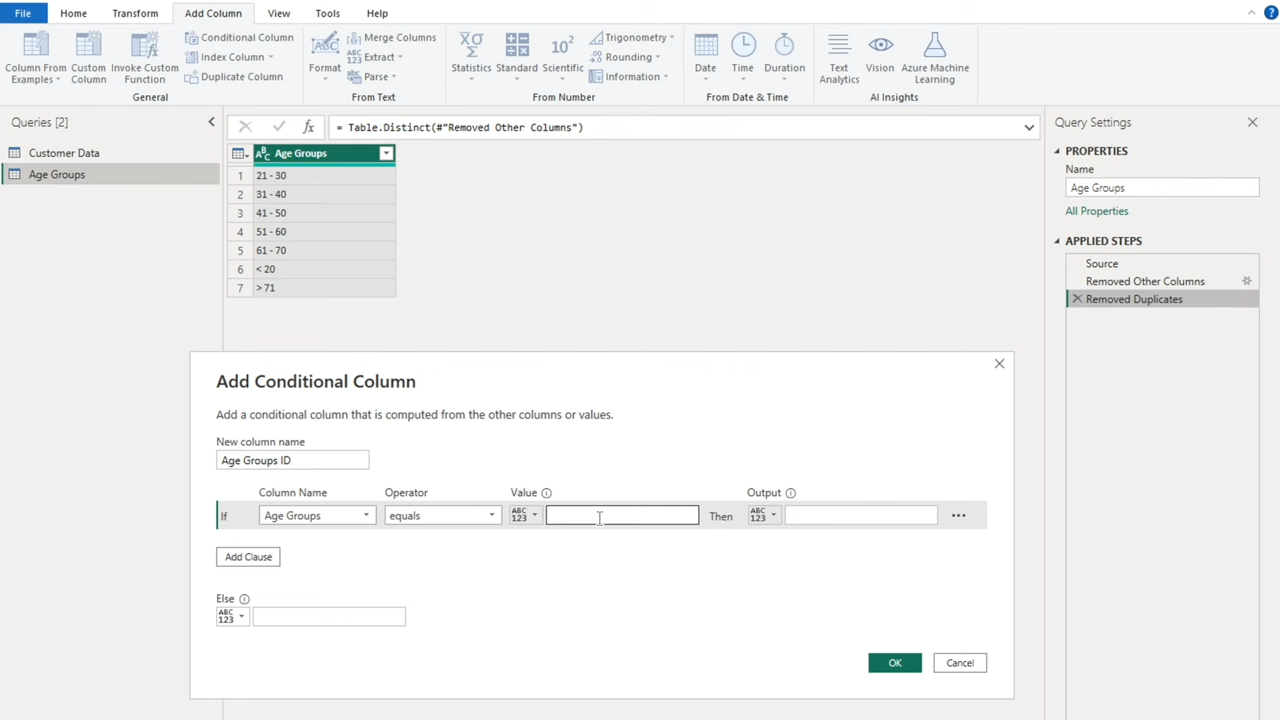 File Home Transform Add Column View Tools Help
Column From Examples
Custom Column
Invoke Custom Function
Conditional Column
Index Column
Duplicate Column
General
Format
Merge Columns
Extract
Parse
From Text
Statistics
Standard
Scientific
Trigonometry
Rounding
Information
From Number
Date
Time
Duration
From Date & Time
Text Analytics
Vision
Azure Machine Learning
AI Insights
Queries [2]
Customer Data
Age Groups
= Table.Distinct(#"Removed Other Columns")
Age Groups
1 21 - 30
2 31 - 40
3 41 - 50
4 51 - 60
5 61 - 70
6 < 20
7 > 71
Query Settings
PROPERTIES
Name
Age Groups
All Properties
APPLIED STEPS
Source
Removed Other Columns
Removed Duplicates
Add Conditional Column
Add a conditional column that is computed from the other columns or values.
New column name
Age Groups ID
Column Name Operator Value Output
If Age Groups equals ABC 123 Then ABC 123 ...
Add Clause
Else
ABC 123
OK Cancel